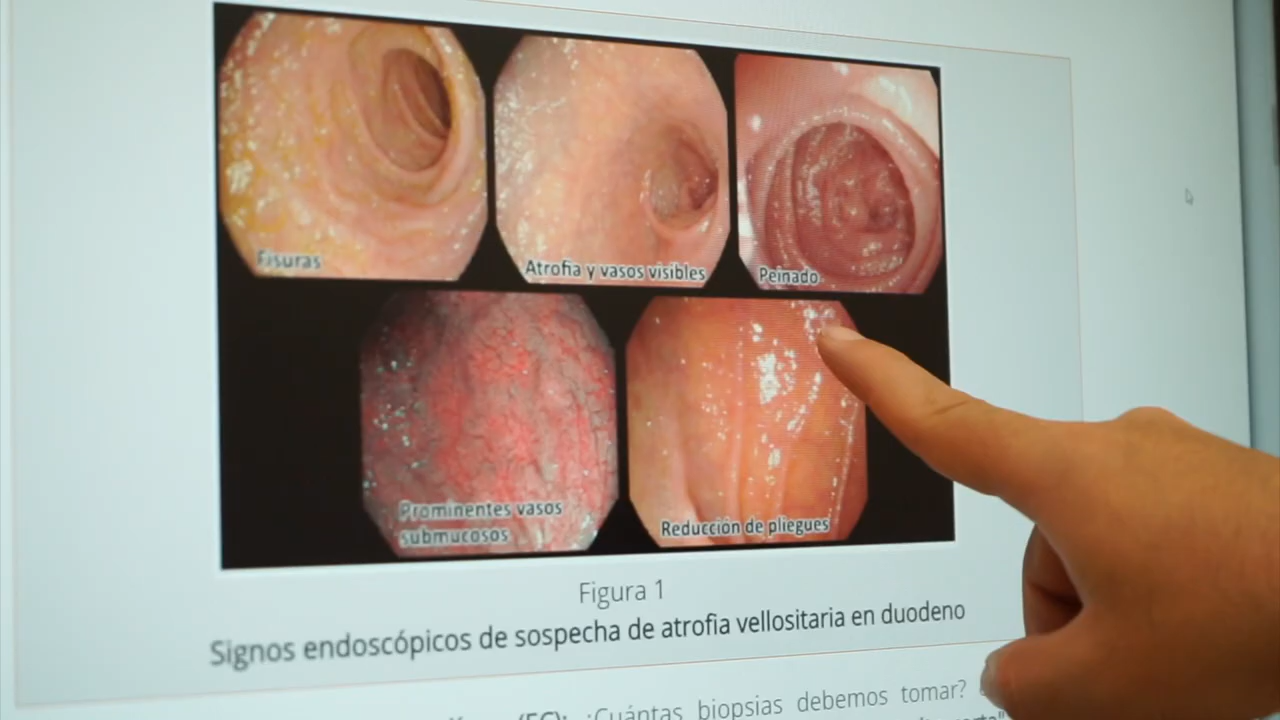 Fisuras
Atrofia y vasos visibles
Peinado
Prominentes vasos
submucosos
Reducción de pliegues
Figura 1
Signos endoscópicos de sospecha de atrofia vellositaria en duodeno
(EC): ¿Cuántas biopsias debemos tomar?